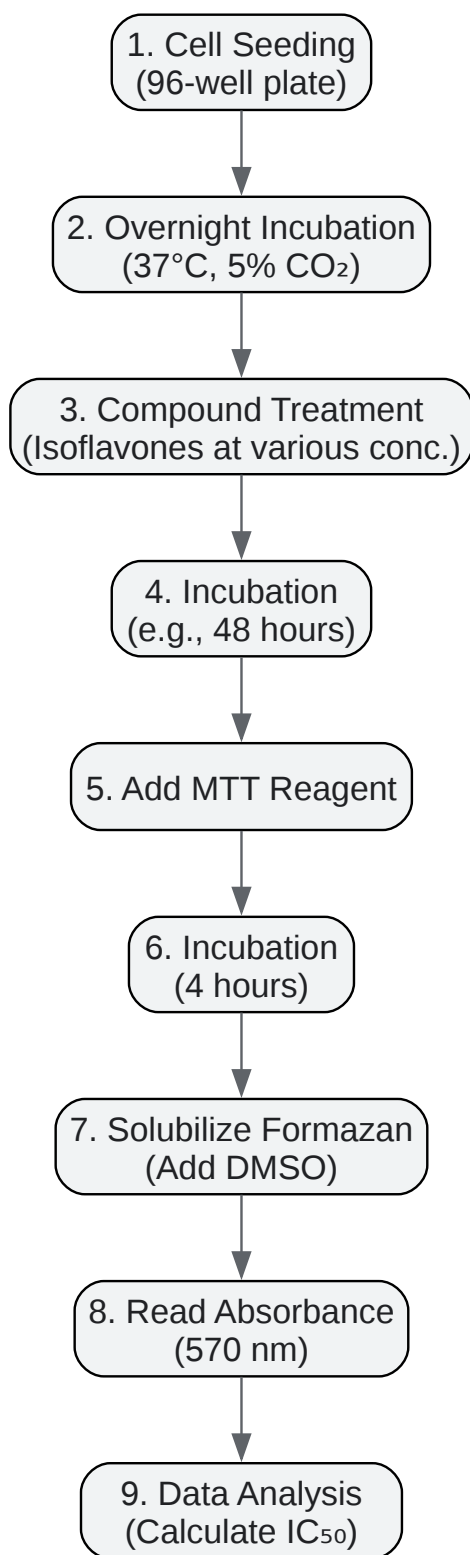 1. Cell Seeding
(96-well plate)
2. Overnight Incubation
(37°C, 5% CO₂)
3. Compound Treatment
(Isoflavones at various conc.)
4. Incubation
(e.g., 48 hours)
5. Add MTT Reagent
6. Incubation
(4 hours)
7. Solubilize Formazan
(Add DMSO)
8. Read Absorbance
(570 nm)
9. Data Analysis
(Calculate IC₅₀)